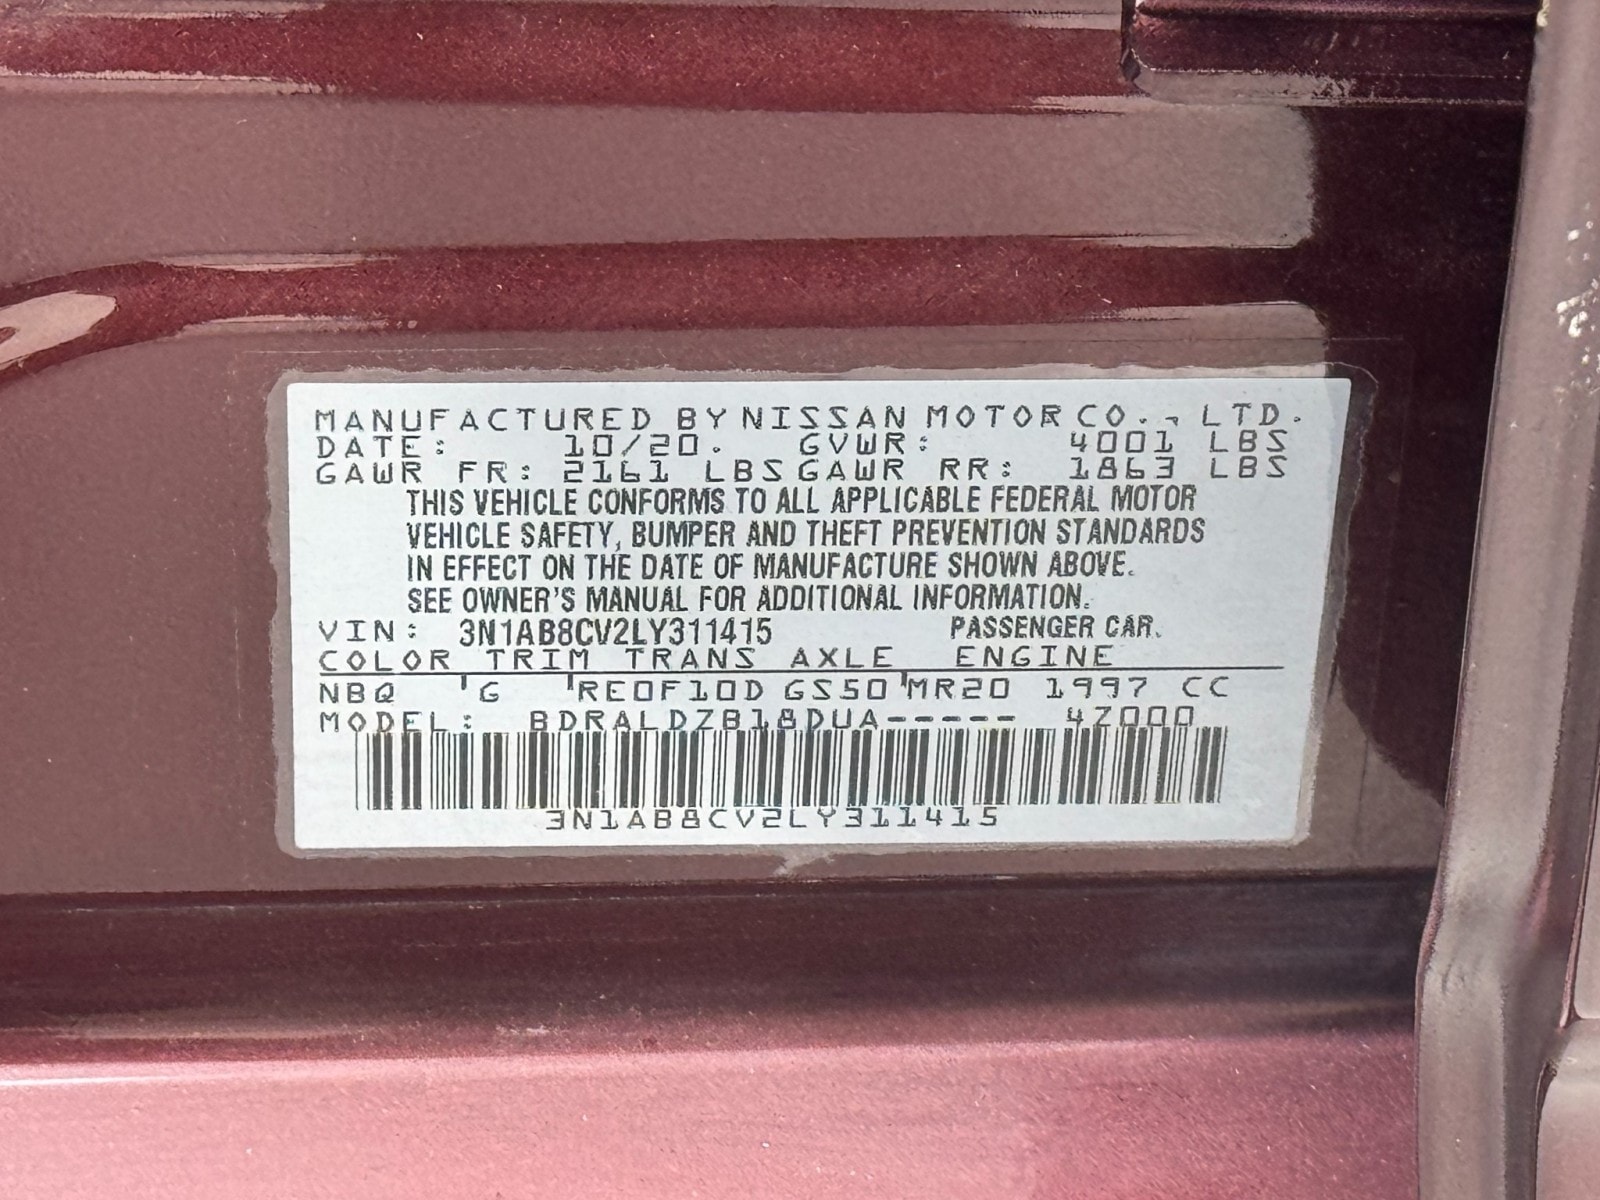 MANUFACTURED BY NISSAN MOTOR CO., LTD.
DATE: 10/20. GVWR: 4001 LBS
GAWR FR: 2161 LBS GAWR RR: 1863 LBS
THIS VEHICLE CONFORMS TO ALL APPLICABLE FEDERAL MOTOR
VEHICLE SAFETY, BUMPER AND THEFT PREVENTION STANDARDS
IN EFFECT ON THE DATE OF MANUFACTURE SHOWN ABOVE.
SEE OWNER'S MANUAL FOR ADDITIONAL INFORMATION.
VIN: 3N1AB8CV2LY311415 PASSENGER CAR.
COLOR TRIM TRANS AXLE ENGINE
NBQ G RE0F10D GS50 MR20 1997 CC
MODEL: BDRALDZB18DUA----- 4Z000
3N1AB8CV2LY311415